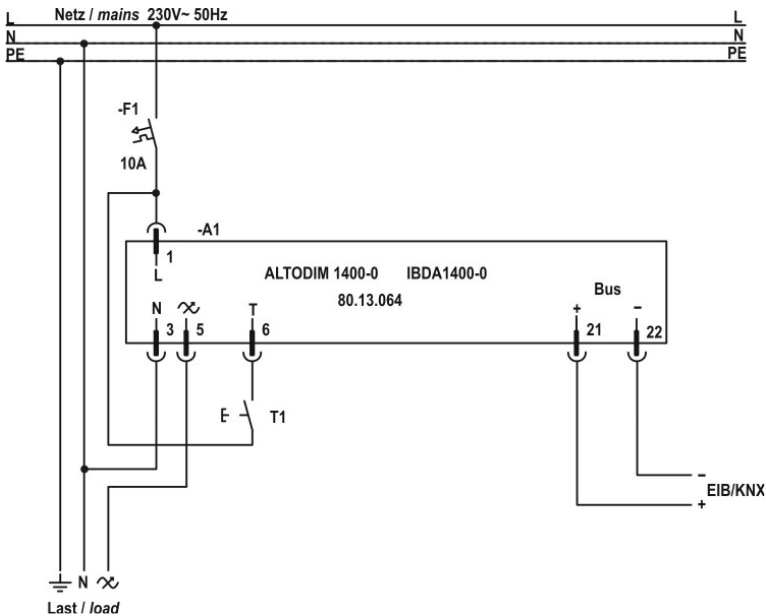 Netz / mains 230V~ 50Hz
L L
N N
PE PE
-F1
10A
-A1
1
L
ALTODIM 1400-0 IBDA1400-0
80.13.064
Bus
N T + −
3 5 6 21 22
E T1
−
EIB/KNX
+
N
Last / load